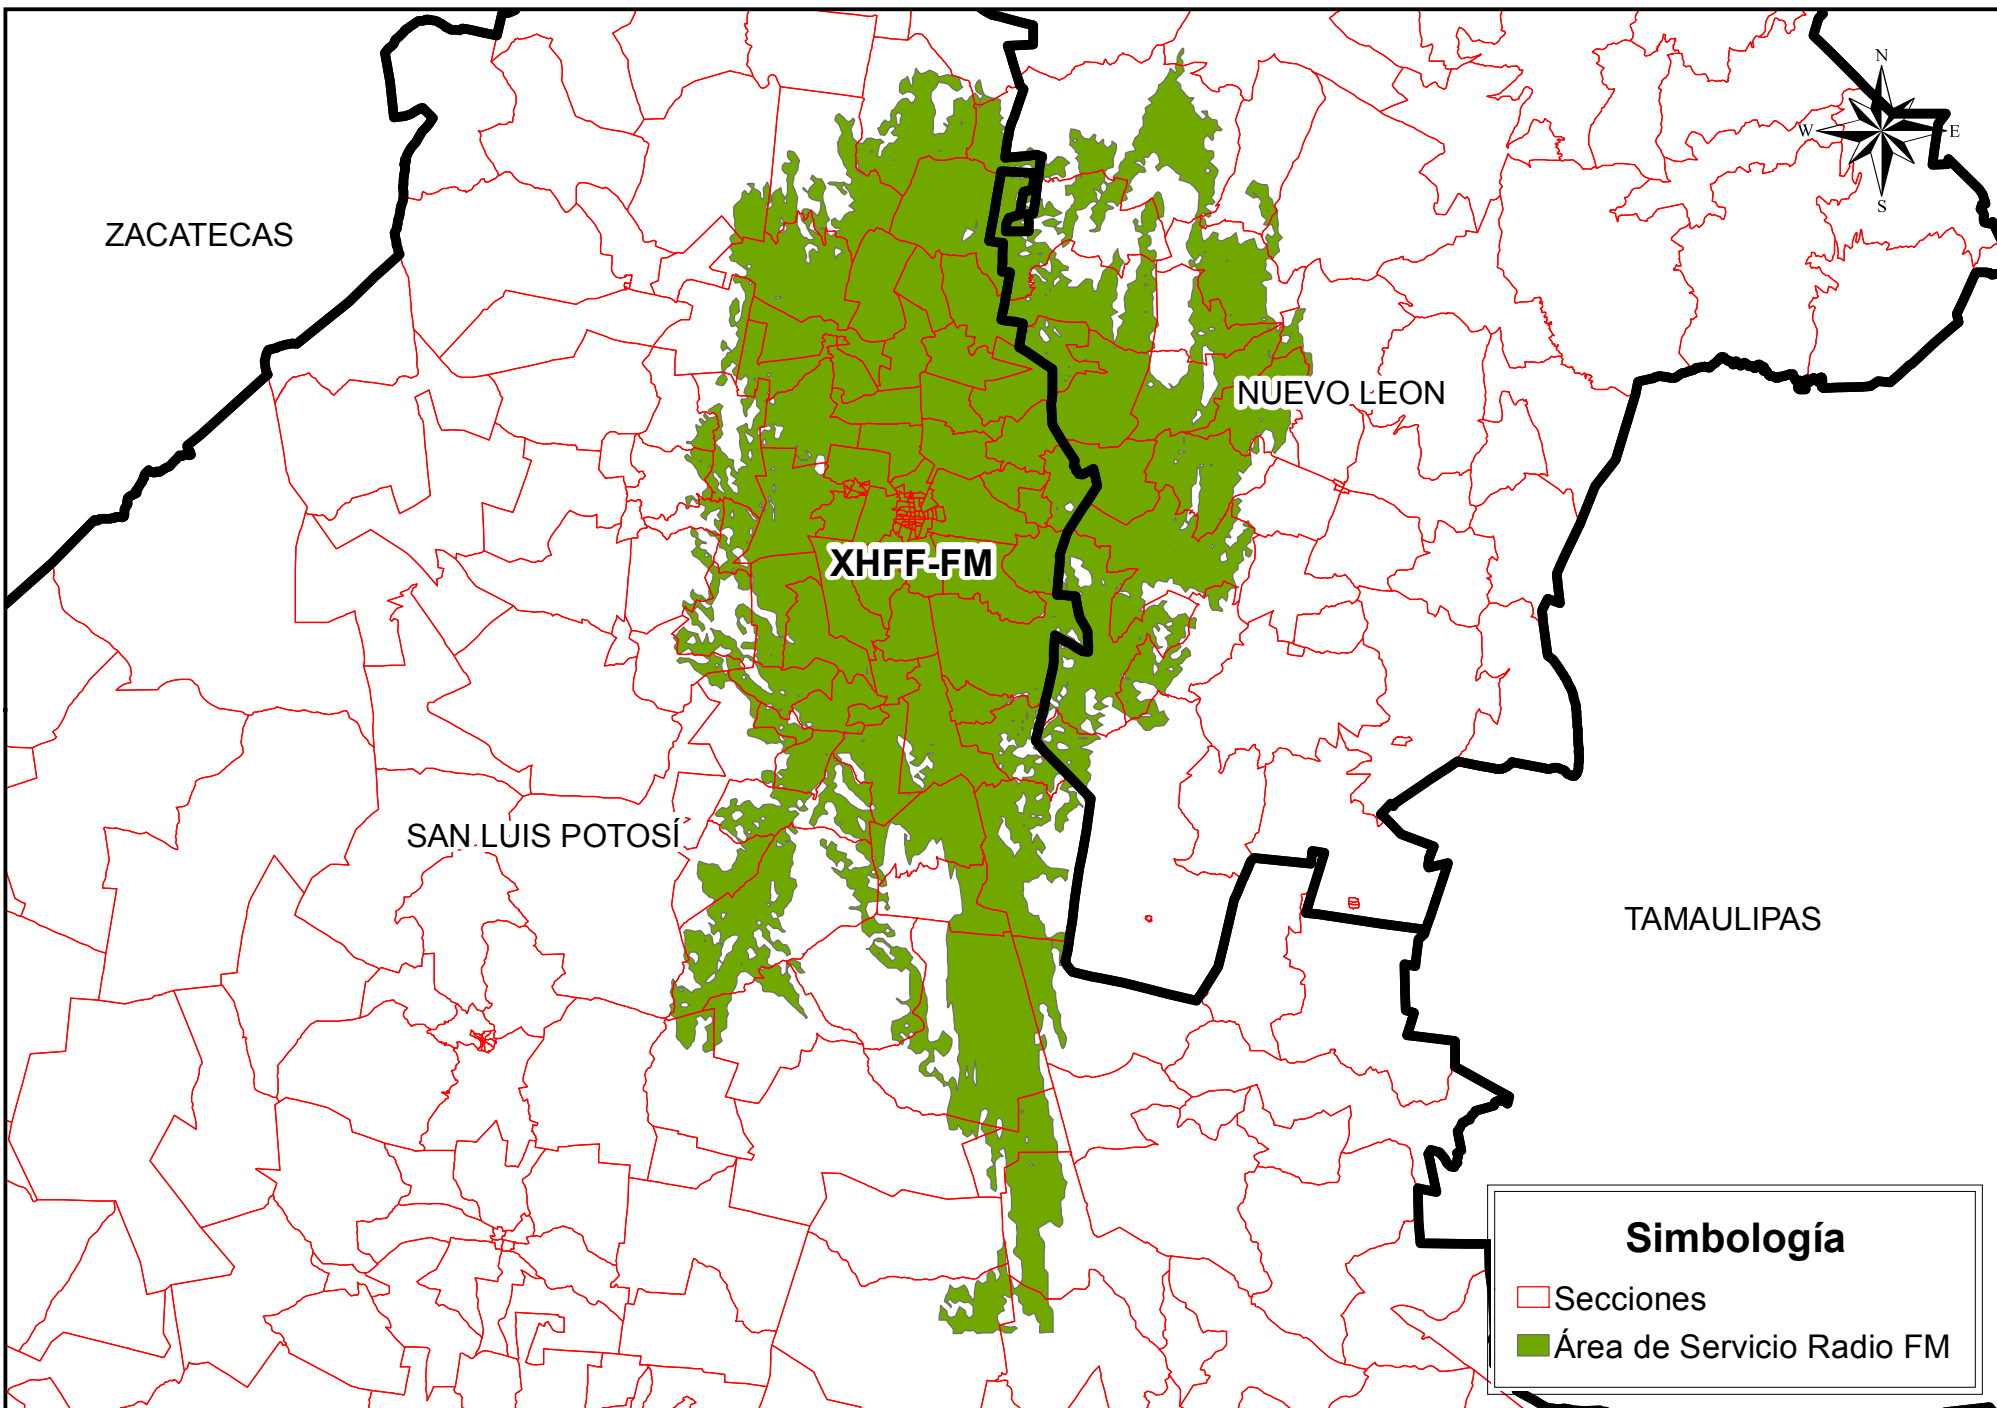 N
W E
S
ZACATECAS
NUEVO LEON
XHFF-FM
SAN LUIS POTOSÍ
TAMAULIPAS
Simbología
Secciones
Área de Servicio Radio FM